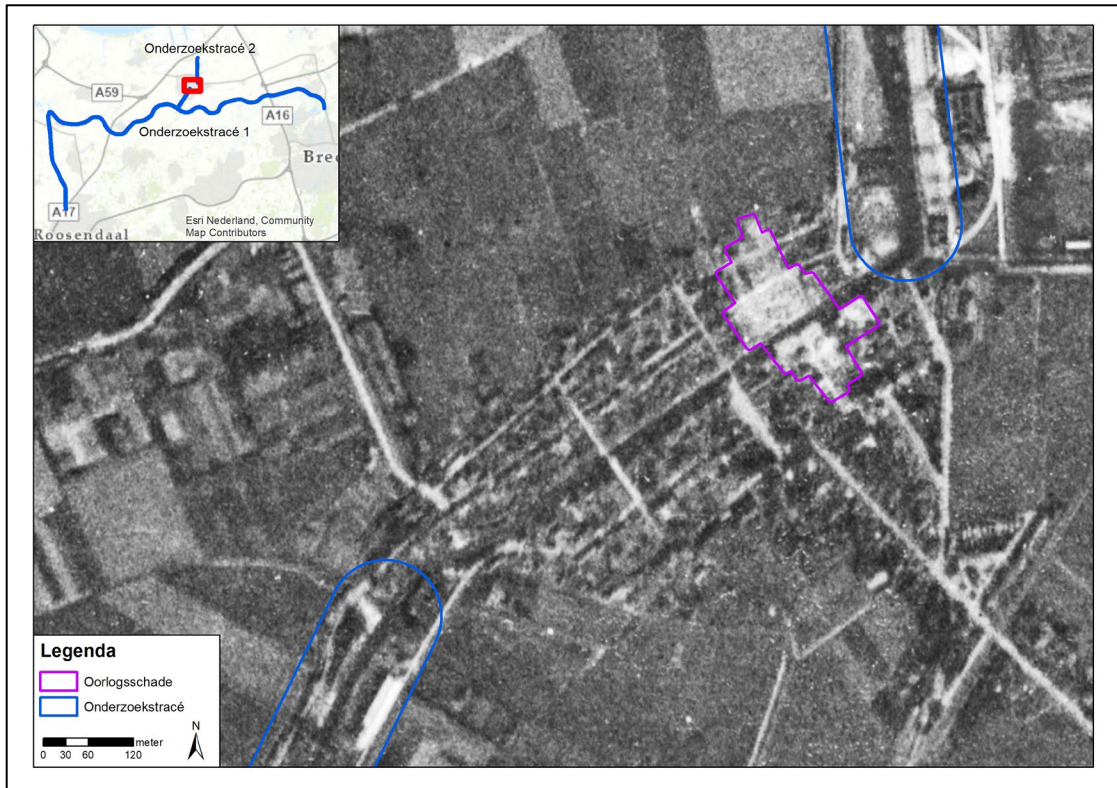 Onderzoekstracé 2
A59
Onderzoekstracé 1
A16
Bree
A17
Roosendaal
Esri Nederland, Community
Map Contributors
Legenda
Oorlogsschade
Onderzoekstracé
N
meter
0 30 60 120